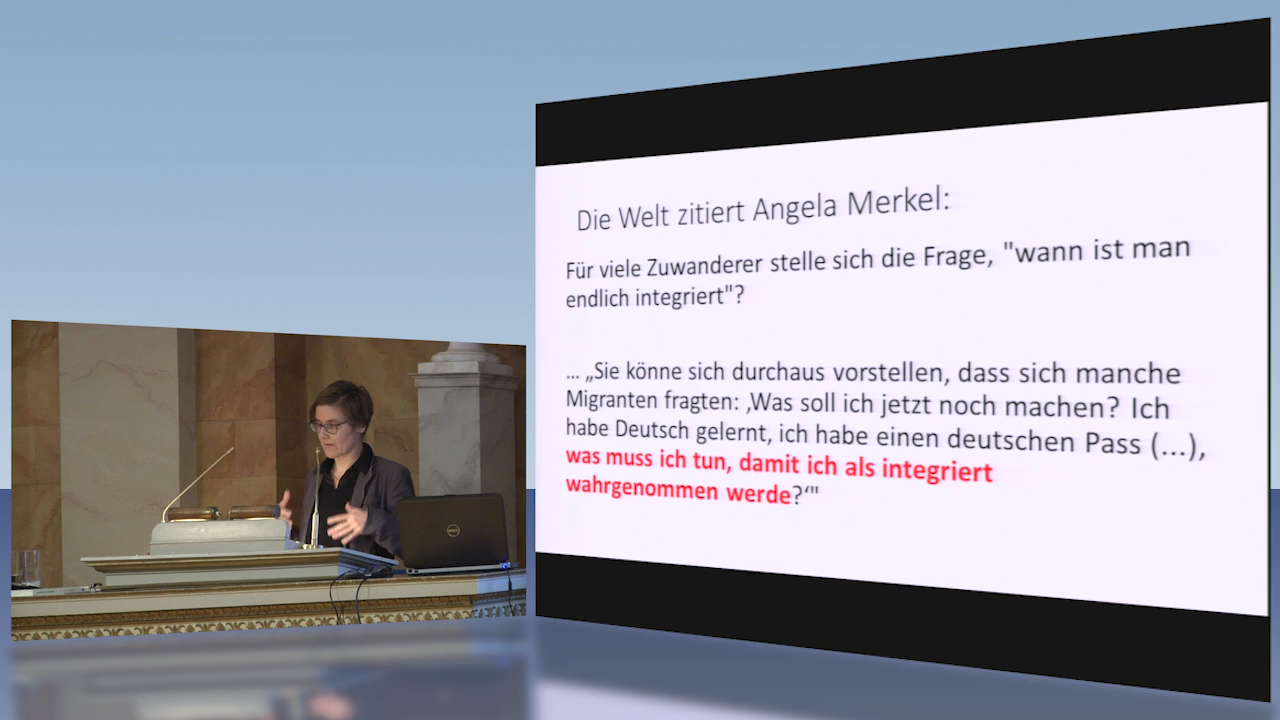 Die Welt zitiert Angela Merkel:
Für viele Zuwanderer stelle sich die Frage, "wann ist man
endlich integriert"?
... „Sie könne sich durchaus vorstellen, dass sich manche
Migranten fragten: ‚Was soll ich jetzt noch machen? Ich
habe Deutsch gelernt, ich habe einen deutschen Pass (...),
was muss ich tun, damit ich als integriert
wahrgenommen werde?‘"
DELL